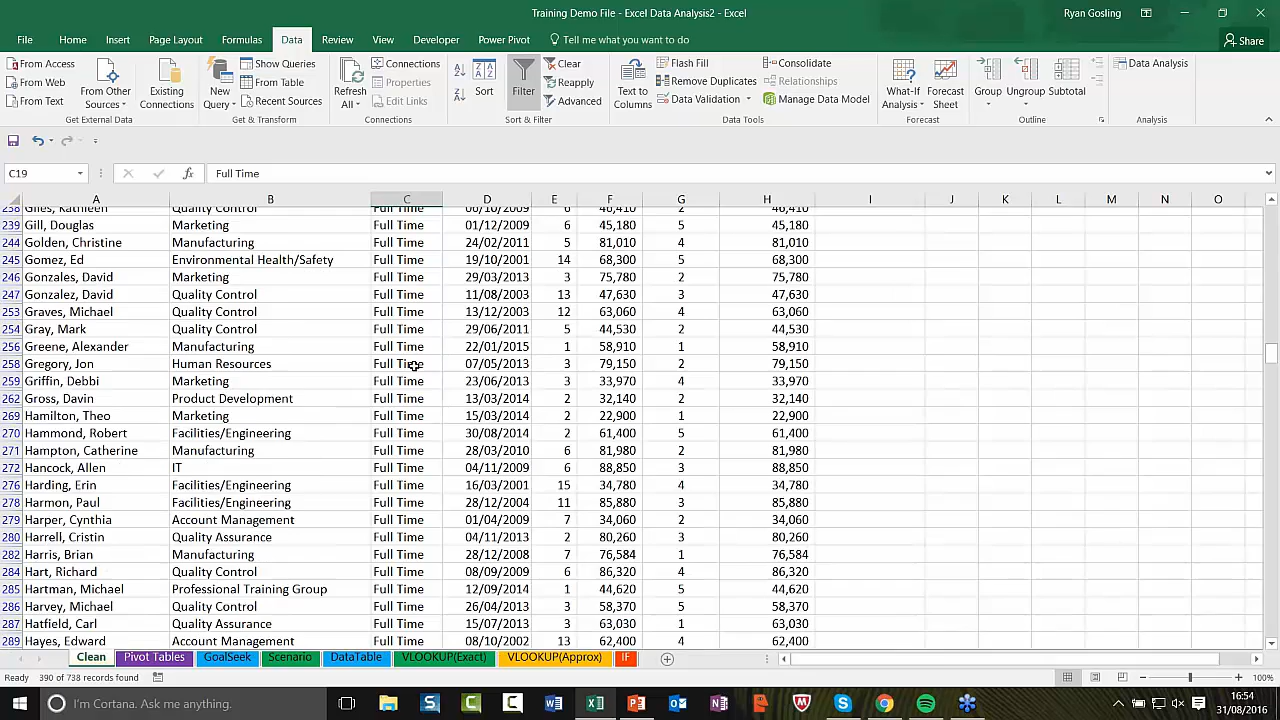 Training Demo File - Excel Data Analysis2 - Excel
Ryan Gosling
File Home Insert Page Layout Formulas Data Review View Developer Power Pivot Tell me what you want to do Share
From Access
From Web
From Text
From Other Sources
Existing Connections
Get External Data
New Query
Show Queries
From Table
Recent Sources
Get & Transform
Refresh All
Connections
Properties
Edit Links
Connections
Sort
Filter
Clear
Reapply
Advanced
Sort & Filter
Text to Columns
Flash Fill
Remove Duplicates
Data Validation
Consolidate
Relationships
Manage Data Model
Data Tools
What-If Analysis
Forecast Sheet
Forecast
Group
Ungroup
Subtotal
Outline
Data Analysis
Analysis
C19 fx Full Time
A B C D E F G H I J K L M N O
238 Giles, Kathleen Quality Control Full Time 06/10/2009 6 46,410 2 46,410
239 Gill, Douglas Marketing Full Time 01/12/2009 6 45,180 5 45,180
244 Golden, Christine Manufacturing Full Time 24/02/2011 5 81,010 4 81,010
245 Gomez, Ed Environmental Health/Safety Full Time 19/10/2001 14 68,300 5 68,300
246 Gonzales, David Marketing Full Time 29/03/2013 3 75,780 2 75,780
247 Gonzalez, David Quality Control Full Time 11/08/2003 13 47,630 3 47,630
253 Graves, Michael Quality Control Full Time 13/12/2003 12 63,060 4 63,060
254 Gray, Mark Quality Control Full Time 29/06/2011 5 44,530 2 44,530
256 Greene, Alexander Manufacturing Full Time 22/01/2015 1 58,910 1 58,910
258 Gregory, Jon Human Resources Full Time 07/05/2013 3 79,150 2 79,150
259 Griffin, Debbi Marketing Full Time 23/06/2013 3 33,970 4 33,970
262 Gross, Davin Product Development Full Time 13/03/2014 2 32,140 2 32,140
269 Hamilton, Theo Marketing Full Time 15/03/2014 2 22,900 1 22,900
270 Hammond, Robert Facilities/Engineering Full Time 30/08/2014 2 61,400 5 61,400
271 Hampton, Catherine Manufacturing Full Time 28/03/2010 6 81,980 2 81,980
272 Hancock, Allen IT Full Time 04/11/2009 6 88,850 3 88,850
276 Harding, Erin Facilities/Engineering Full Time 16/03/2001 15 34,780 4 34,780
278 Harmon, Paul Facilities/Engineering Full Time 28/12/2004 11 85,880 3 85,880
279 Harper, Cynthia Account Management Full Time 01/04/2009 7 34,060 2 34,060
280 Harrell, Cristin Quality Assurance Full Time 04/11/2013 2 80,260 3 80,260
282 Harris, Brian Manufacturing Full Time 28/12/2008 7 76,584 1 76,584
284 Hart, Richard Quality Control Full Time 08/09/2009 6 86,320 4 86,320
285 Hartman, Michael Professional Training Group Full Time 12/09/2014 1 44,620 5 44,620
286 Harvey, Michael Quality Control Full Time 26/04/2013 3 58,370 5 58,370
287 Hatfield, Carl Quality Assurance Full Time 15/07/2013 3 63,030 1 63,030
289 Hayes, Edward Account Management Full Time 08/10/2002 13 62,400 4 62,400
Clean Pivot Tables GoalSeek Scenario DataTable VLOOKUP(Exact) VLOOKUP(Approx) IF
Ready 390 of 738 records found 100%
I'm Cortana. Ask me anything.
16:54
31/08/2016